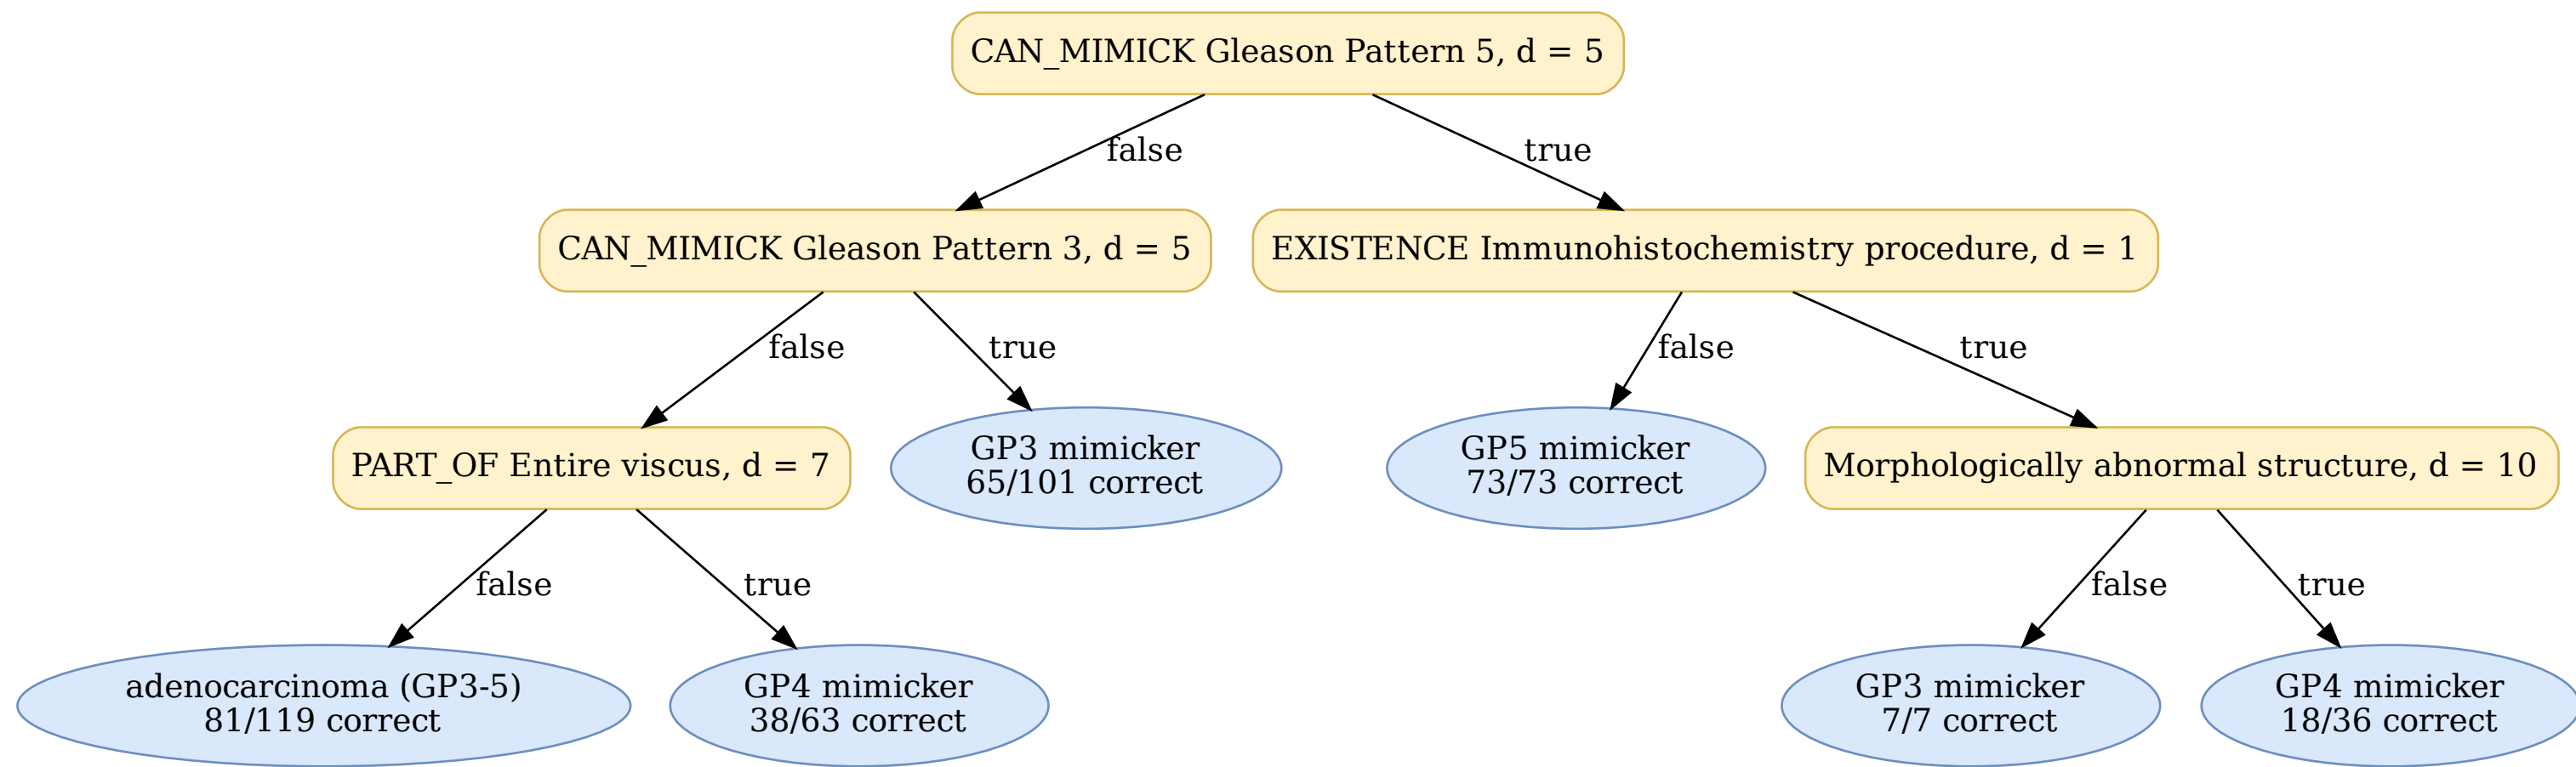 CAN_MIMICK Gleason Pattern 5, d = 5
false
true
CAN_MIMICK Gleason Pattern 3, d = 5
EXISTENCE Immunohistochemistry procedure, d = 1
false
true
false
true
PART_OF Entire viscus, d = 7
GP3 mimicker
65/101 correct
GP5 mimicker
73/73 correct
Morphologically abnormal structure, d = 10
false
true
false
true
adenocarcinoma (GP3-5)
81/119 correct
GP4 mimicker
38/63 correct
GP3 mimicker
7/7 correct
GP4 mimicker
18/36 correct